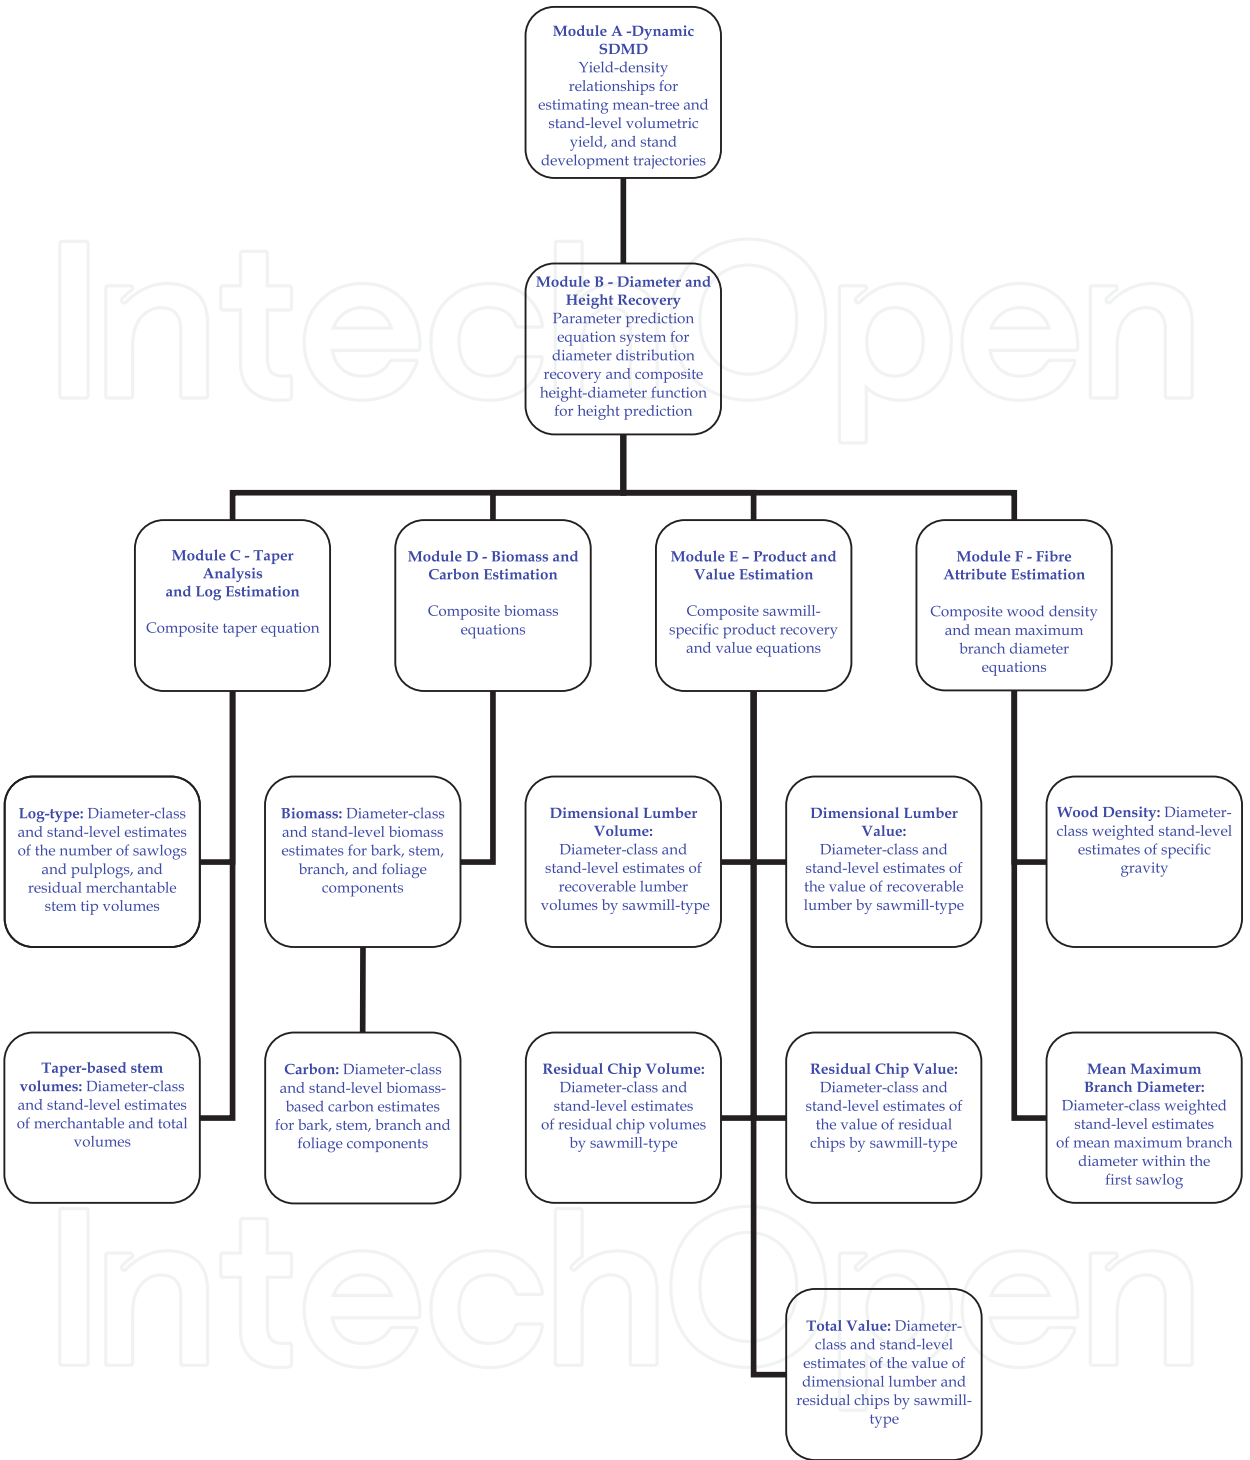 Module A -Dynamic
SDMD
Yield-density
relationships for
estimating mean-tree and
stand-level volumetric
yield, and stand
development trajectories
Module B - Diameter and
Height Recovery
Parameter prediction
equation system for
diameter distribution
recovery and composite
height-diameter function
for height prediction
Module C - Taper
Analysis
and Log Estimation
Composite taper equation
Module D - Biomass and
Carbon Estimation
Composite biomass
equations
Module E – Product and
Value Estimation
Composite sawmill-
specific product recovery
and value equations
Module F - Fibre
Attribute Estimation
Composite wood density
and mean maximum
branch diameter
equations
Log-type: Diameter-class
and stand-level estimates
of the number of sawlogs
and pulplogs, and
residual merchantable
stem tip volumes
Biomass: Diameter-class
and stand-level biomass
estimates for bark, stem,
branch, and foliage
components
Dimensional Lumber
Volume:
Diameter-class and
stand-level estimates of
recoverable lumber
volumes by sawmill-type
Dimensional Lumber
Value:
Diameter-class and
stand-level estimates of
the value of recoverable
lumber by sawmill-type
Wood Density: Diameter-
class weighted stand-level
estimates of specific
gravity
Taper-based stem
volumes: Diameter-class
and stand-level estimates
of merchantable and total
volumes
Carbon: Diameter-class
and stand-level biomass-
based carbon estimates
for bark, stem, branch and
foliage components
Residual Chip Volume:
Diameter-class and
stand-level estimates
of residual chip volumes
by sawmill-type
Residual Chip Value:
Diameter-class and
stand-level estimates of
the value of residual
chips by sawmill-type
Mean Maximum
Branch Diameter:
Diameter-class weighted
stand-level estimates
of mean maximum branch
diameter within the
first sawlog
Total Value: Diameter-
class and stand-level
estimates of the value of
dimensional lumber and
residual chips by sawmill-
type
IntechOpen
IntechOpen